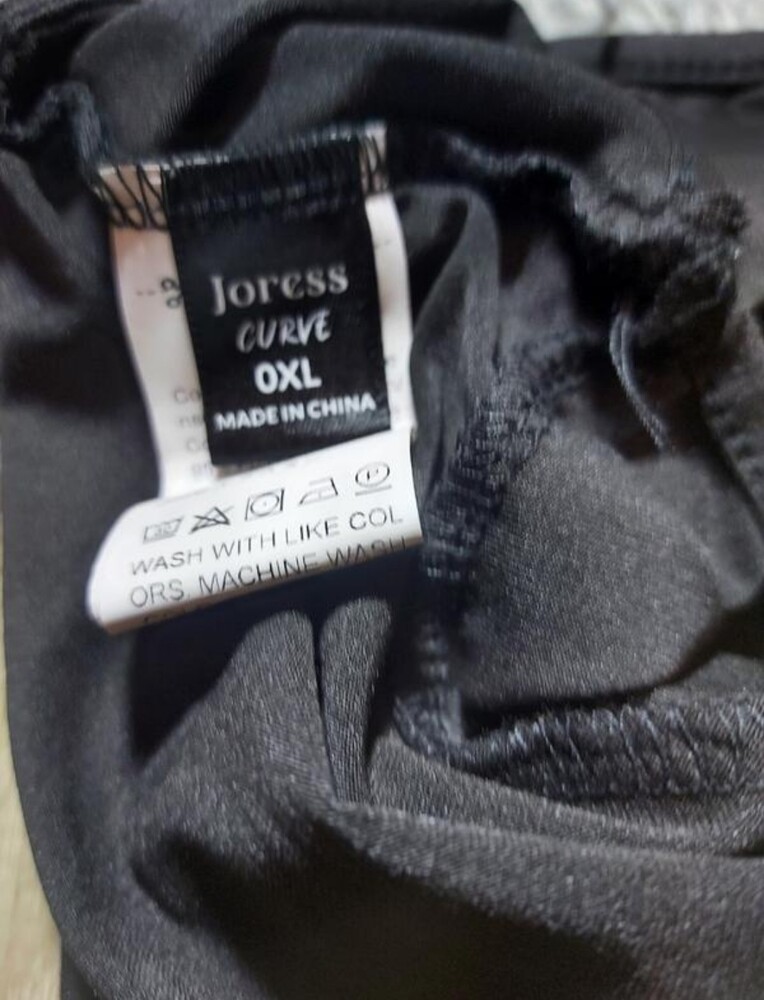 Joress
CURVE
0XL
MADE IN CHINA
WASH WITH LIKE COL
ORS. MACHINE WASH